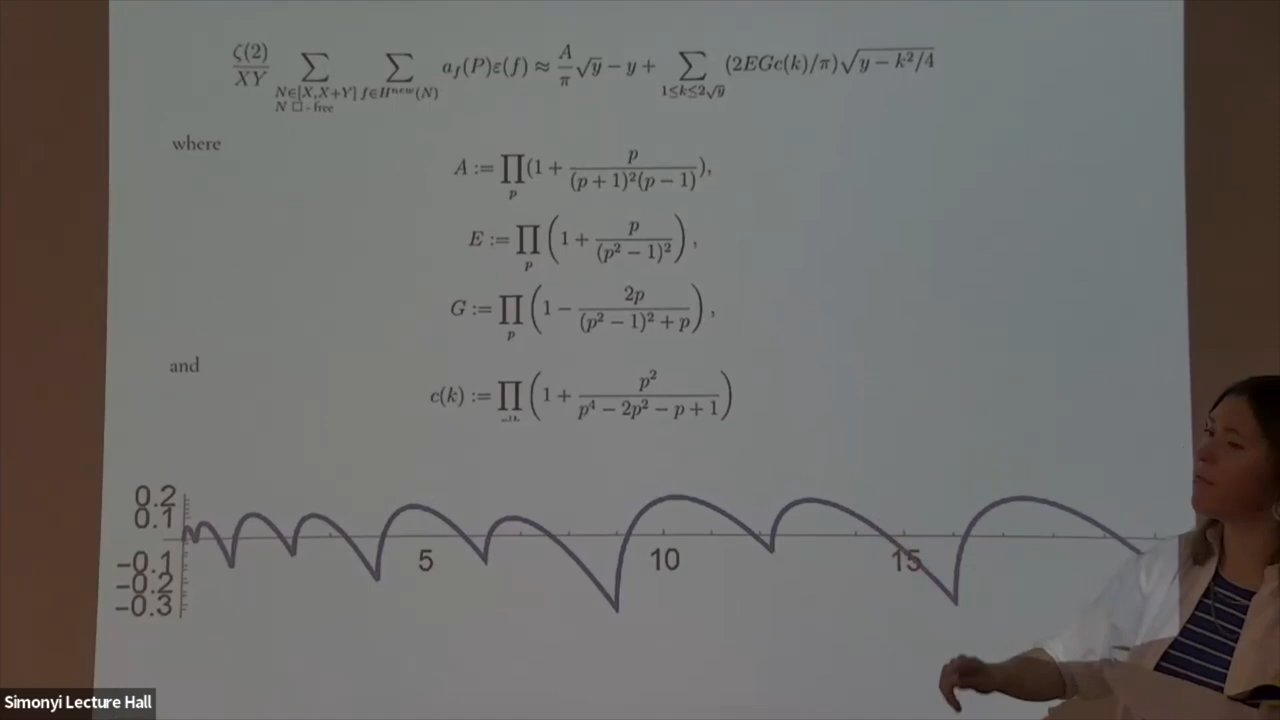 ζ(2)/XY ∑_{N∈[X,X+Y] N □-free} ∑_{f∈H^{new}(N)} a_f(P)ε(f) ≈ A/π √y − y + ∑_{1≤k≤2√y} (2EGc(k)/π)√(y − k²/4)
where
A := ∏_p (1 + p/((p+1)²(p−1))),
E := ∏_p (1 + p/(p²−1)²),
G := ∏_p (1 − 2p/((p²−1)²+p)),
and
c(k) := ∏ (1 + p²/(p⁴−2p²−p+1))
0.2
0.1
-0.1
-0.2
-0.3
5 10 15
Simonyi Lecture Hall